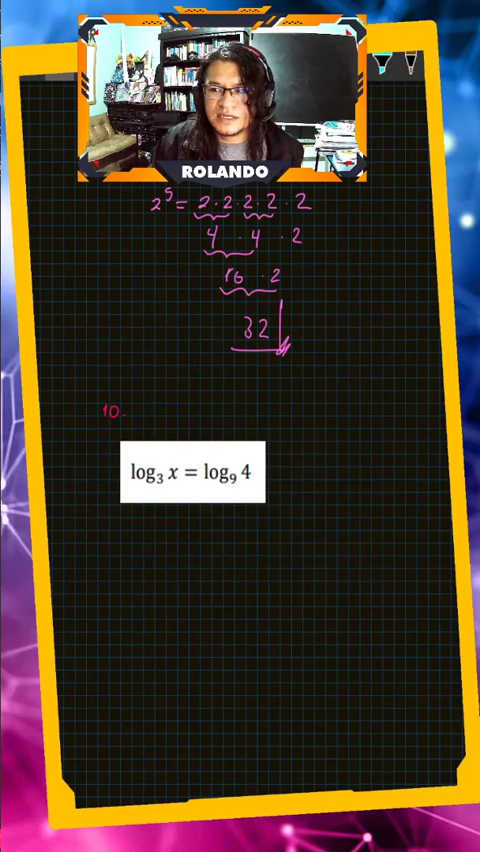 ROLANDO
2⁵ = 2 · 2 · 2 · 2 · 2
4 · 4 · 2
16 · 2
32
10.
log₃ x = log₉ 4